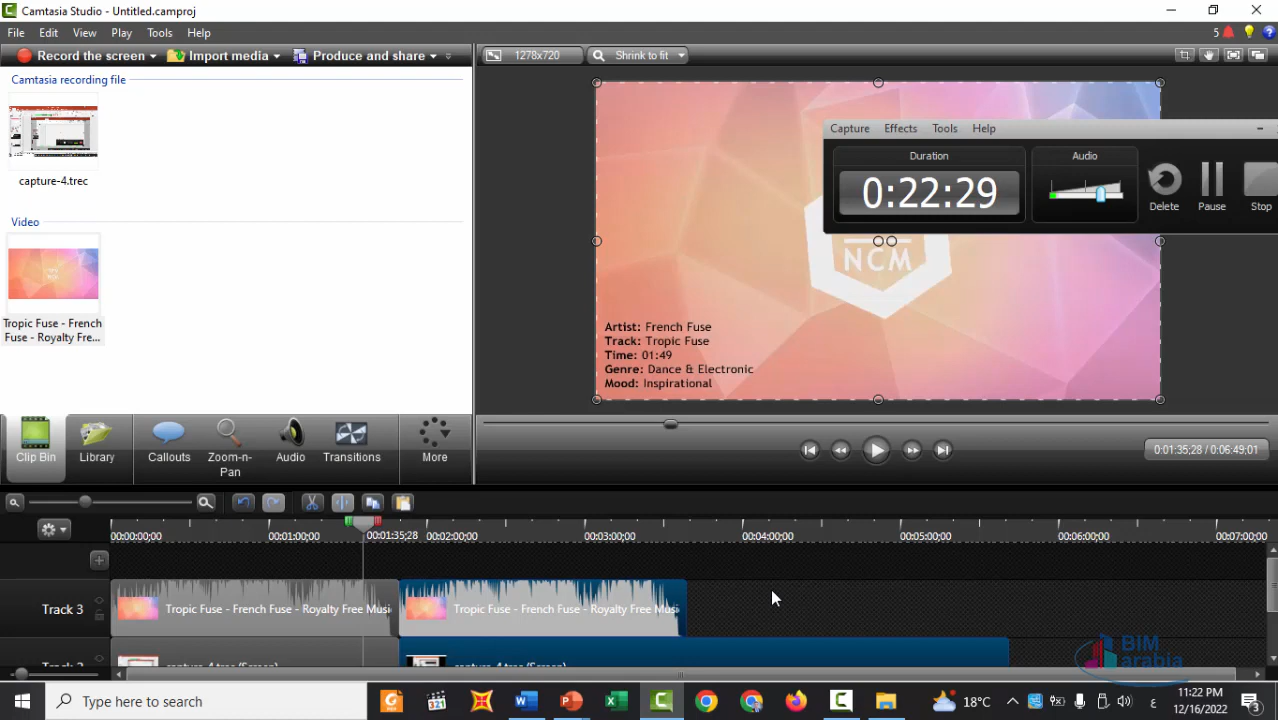 Camtasia Studio - Untitled.camproj
File Edit View Play Tools Help
5
Record the screen Import media Produce and share
1278x720 Shrink to fit
Camtasia recording file
capture-4.trec
Video
Tropic Fuse - French
Fuse - Royalty Fre...
Capture Effects Tools Help
Duration
0:22:29
Audio
Delete Pause Stop
NCM
Artist: French Fuse
Track: Tropic Fuse
Time: 01:49
Genre: Dance & Electronic
Mood: Inspirational
Clip Bin Library Callouts Zoom-n-Pan Audio Transitions More
0:01:35;28 / 0:06:49;01
00:00:00;00 00:01:00;00 00:01:35;28 00:02:00;00 00:03:00;00 00:04:00;00 00:05:00;00 00:06:00;00 00:07:00;00
Track 3
Tropic Fuse - French Fuse - Royalty Free Musi
Tropic Fuse - French Fuse - Royalty Free Musi
BIM
arabia
Type here to search
321
18°C
ع
11:22 PM
12/16/2022
3